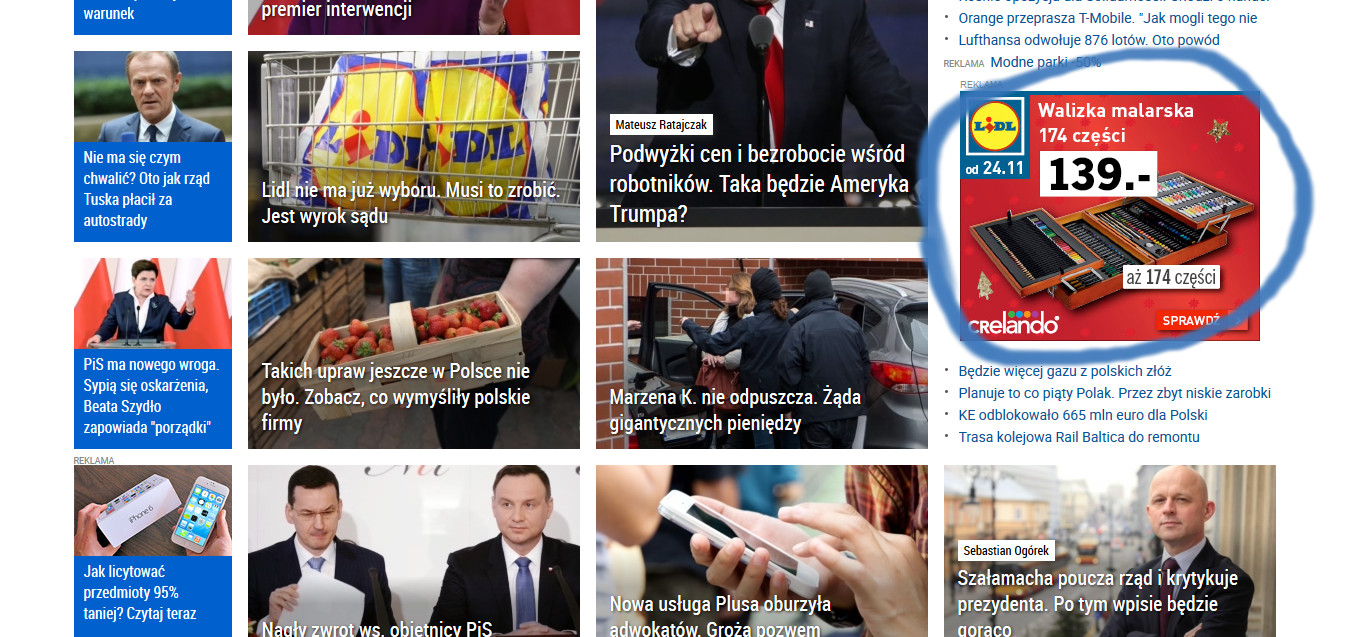 warunek
premier interwencji
Orange przeprasza T-Mobile. "Jak mogli tego nie
Lufthansa odwołuje 876 lotów. Oto powód
REKLAMA Modne parki -50%
REKLAMA
Nie ma się czym
chwalić? Oto jak rząd
Tuska płacił za
autostrady
LIDL
Lidl nie ma już wyboru. Musi to zrobić.
Jest wyrok sądu
Mateusz Ratajczak
Podwyżki cen i bezrobocie wśród
robotników. Taka będzie Ameryka
Trumpa?
LIDL
od 24.11
Walizka malarska
174 części
139.-
aż 174 części
crelando
SPRAWDŹ
PiS ma nowego wroga.
Sypią się oskarżenia,
Beata Szydło
zapowiada "porządki"
Takich upraw jeszcze w Polsce nie
było. Zobacz, co wymyśliły polskie
firmy
Marzena K. nie odpuszcza. Żąda
gigantycznych pieniędzy
Będzie więcej gazu z polskich złóż
Planuje to co piąty Polak. Przez zbyt niskie zarobki
KE odblokowało 665 mln euro dla Polski
Trasa kolejowa Rail Baltica do remontu
REKLAMA
iPhone 6
Jak licytować
przedmioty 95%
taniej? Czytaj teraz
Nagły zwrot ws. obietnicy PiS
Nowa usługa Plusa oburzyła
adwokatów. Grożą pozwem
Sebastian Ogórek
Szałamacha poucza rząd i krytykuje
prezydenta. Po tym wpisie będzie
gorąco